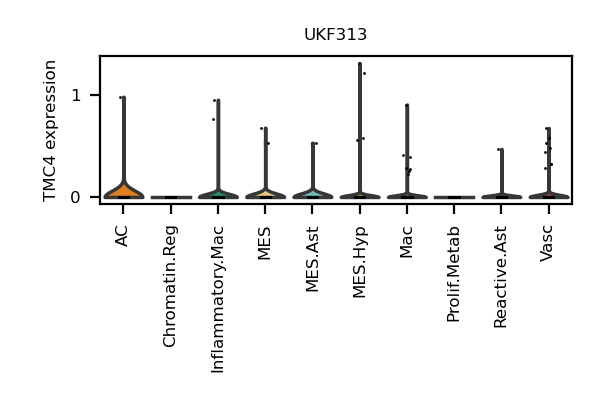 UKF313
TMC4 expression
1
0
AC
Chromatin.Reg
Inflammatory.Mac
MES
MES.Ast
MES.Hyp
Mac
Prolif.Metab
Reactive.Ast
Vasc